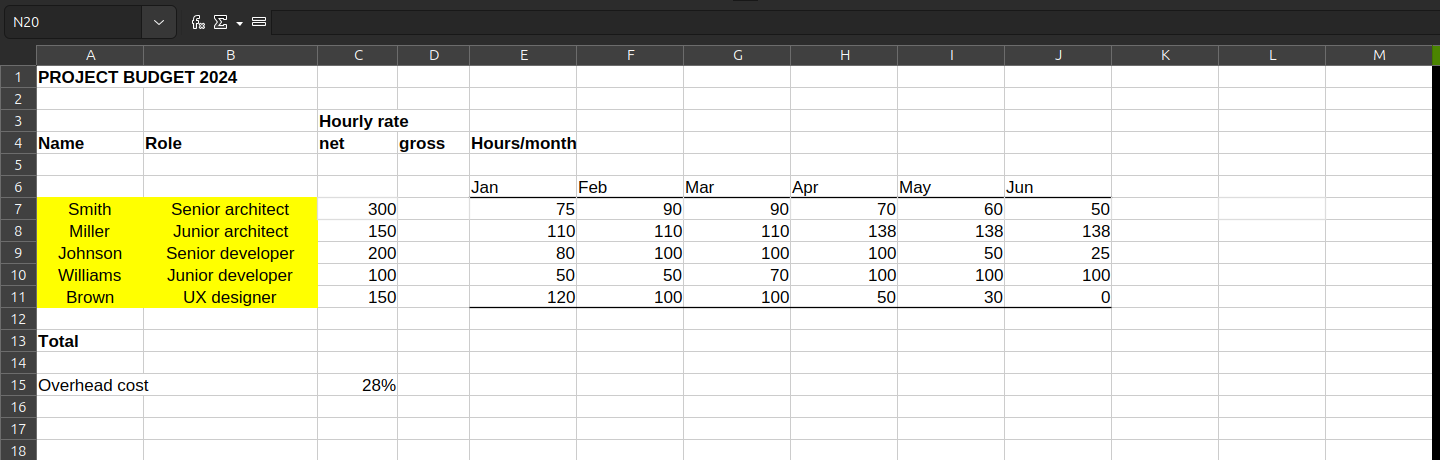 N20
A B C D E F G H I J K L M
1 PROJECT BUDGET 2024
2
3 Hourly rate
4 Name Role net gross Hours/month
5
6 Jan Feb Mar Apr May Jun
7 Smith Senior architect 300 75 90 90 70 60 50
8 Miller Junior architect 150 110 110 110 138 138 138
9 Johnson Senior developer 200 80 100 100 100 50 25
10 Williams Junior developer 100 50 50 70 100 100 100
11 Brown UX designer 150 120 100 100 50 30 0
12
13 Total
14
15 Overhead cost 28%
16
17
18